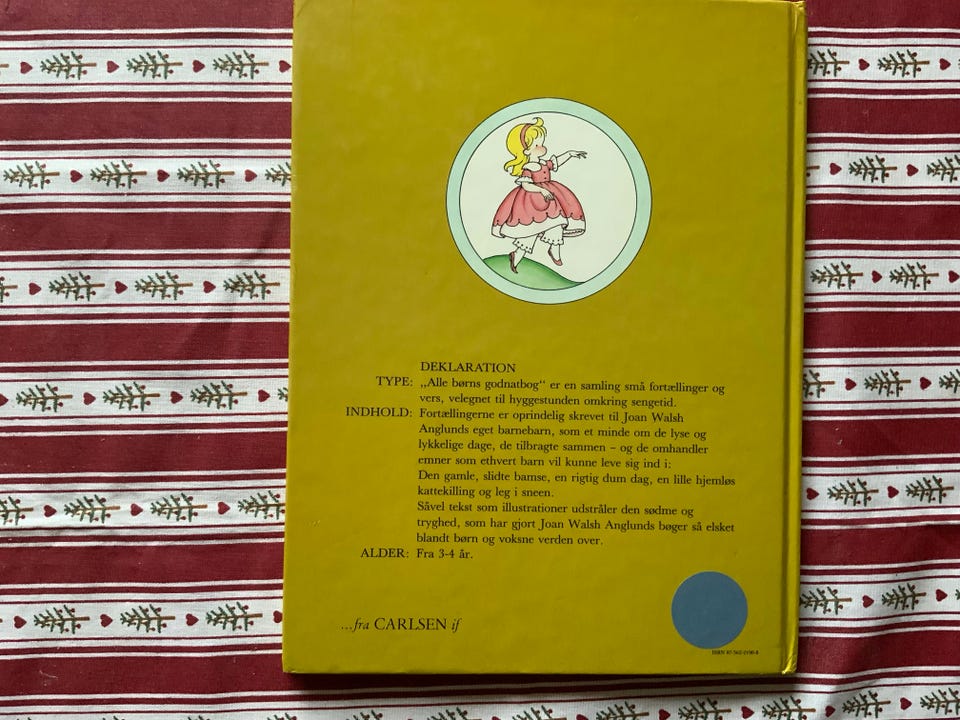 DEKLARATION
TYPE: „Alle børns godnatbog“ er en samling små fortællinger og
vers, velegnet til hyggestunden omkring sengetid.
INDHOLD: Fortællingerne er oprindelig skrevet til Joan Walsh
Anglunds eget barnebarn, som et minde om de lyse og
lykkelige dage, de tilbragte sammen – og de omhandler
emner som ethvert barn vil kunne leve sig ind i:
Den gamle, slidte bamse, en rigtig dum dag, en lille hjemløs
kattekilling og leg i sneen.
Såvel tekst som illustrationer udstråler den sødme og
tryghed, som har gjort Joan Walsh Anglunds bøger så elsket
blandt børn og voksne verden over.
ALDER: Fra 3-4 år.
...fra CARLSEN if
ISBN